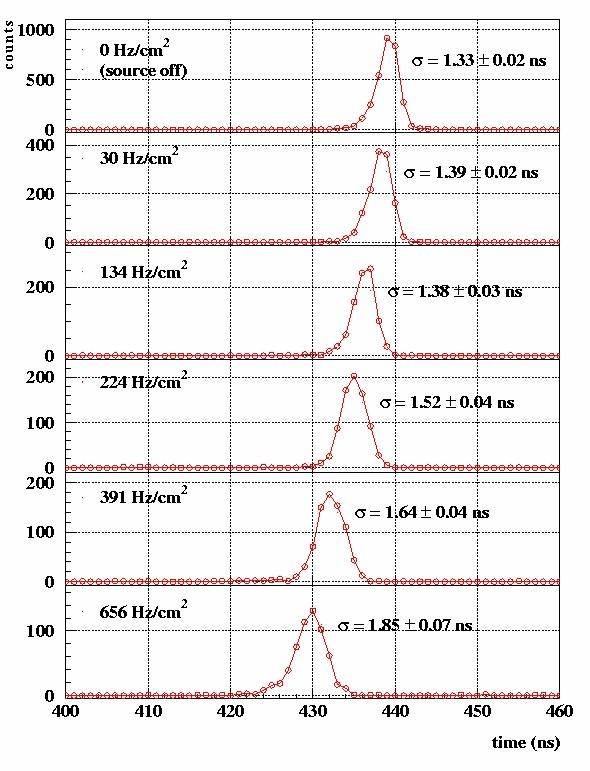 counts
1000
500
0
0 Hz/cm²
(source off)
σ = 1.33 ± 0.02 ns
400
200
0
30 Hz/cm²
σ = 1.39 ± 0.02 ns
200
0
134 Hz/cm²
σ = 1.38 ± 0.03 ns
200
100
0
224 Hz/cm²
σ = 1.52 ± 0.04 ns
200
100
0
391 Hz/cm²
σ = 1.64 ± 0.04 ns
100
0
656 Hz/cm²
σ = 1.85 ± 0.07 ns
400 410 420 430 440 450 460
time (ns)